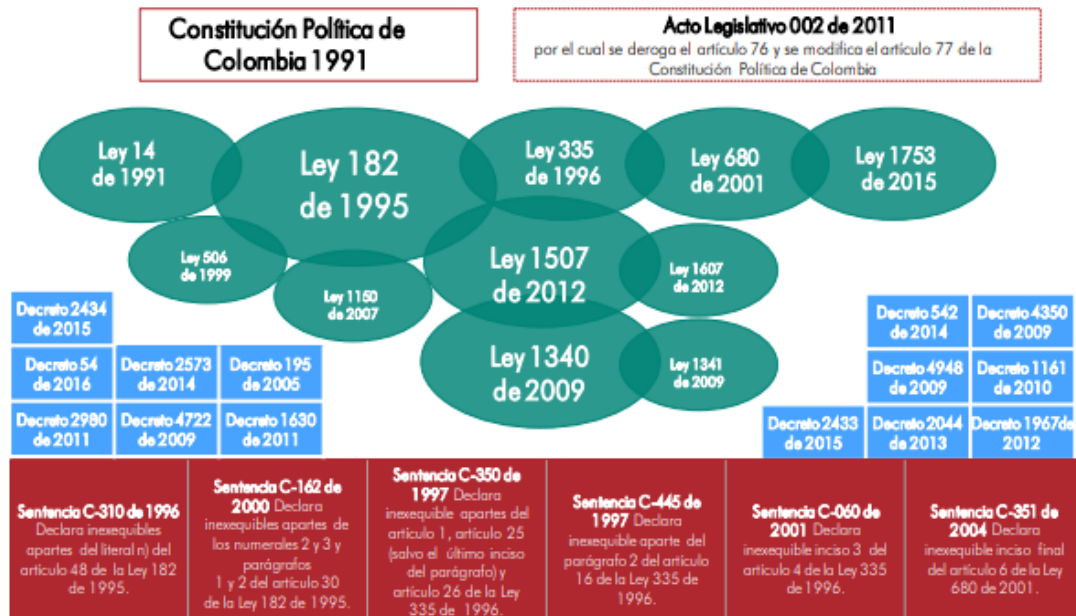 Constitución Política de
Colombia 1991
Acto Legislativo 002 de 2011
por el cual se deroga el artículo 76 y se modifica el artículo 77 de la
Constitución Política de Colombia
Ley 14
de 1991
Ley 182
de 1995
Ley 335
de 1996
Ley 680
de 2001
Ley 1753
de 2015
Ley 506
de 1999
Ley 1150
de 2007
Ley 1507
de 2012
Ley 1607
de 2012
Ley 1340
de 2009
Ley 1341
de 2009
Decreto 2434
de 2015
Decreto 54
de 2016
Decreto 2573
de 2014
Decreto 195
de 2005
Decreto 2980
de 2011
Decreto 4722
de 2009
Decreto 1630
de 2011
Decreto 542
de 2014
Decreto 4350
de 2009
Decreto 4948
de 2009
Decreto 1161
de 2010
Decreto 2433
de 2015
Decreto 2044
de 2013
Decreto 1967de
2012
Sentencia C-310 de 1996
Declara inexequibles
apartes del literal n) del
artículo 48 de la Ley 182
de 1995.
Sentencia C-162 de
2000 Declara
inexequibles apartes de
los numerales 2 y 3 y
parágrafos
1 y 2 del artículo 30
de la Ley 182 de 1995.
Sentencia C-350 de
1997 Declara
inexequible apartes del
artículo 1, artículo 25
(salvo el último inciso
del parágrafo) y
artículo 26 de la Ley
335 de 1996.
Sentencia C-445 de
1997 Declara
inexequible aparte del
parágrafo 2 del artículo
16 de la Ley 335 de
1996.
Sentencia C-060 de
2001 Declara
inexequible inciso 3 del
artículo 4 de la Ley 335
de 1996.
Sentencia C-351 de
2004 Declara
inexequible inciso final
del artículo 6 de la Ley
680 de 2001.